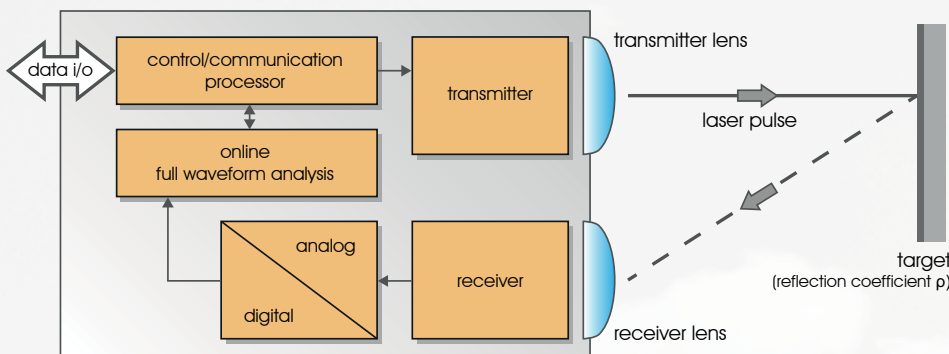 data i/o
control/communication
processor
transmitter
transmitter lens
laser pulse
online
full waveform analysis
analog
digital
receiver
receiver lens
target
(reflection coefficient ρ)